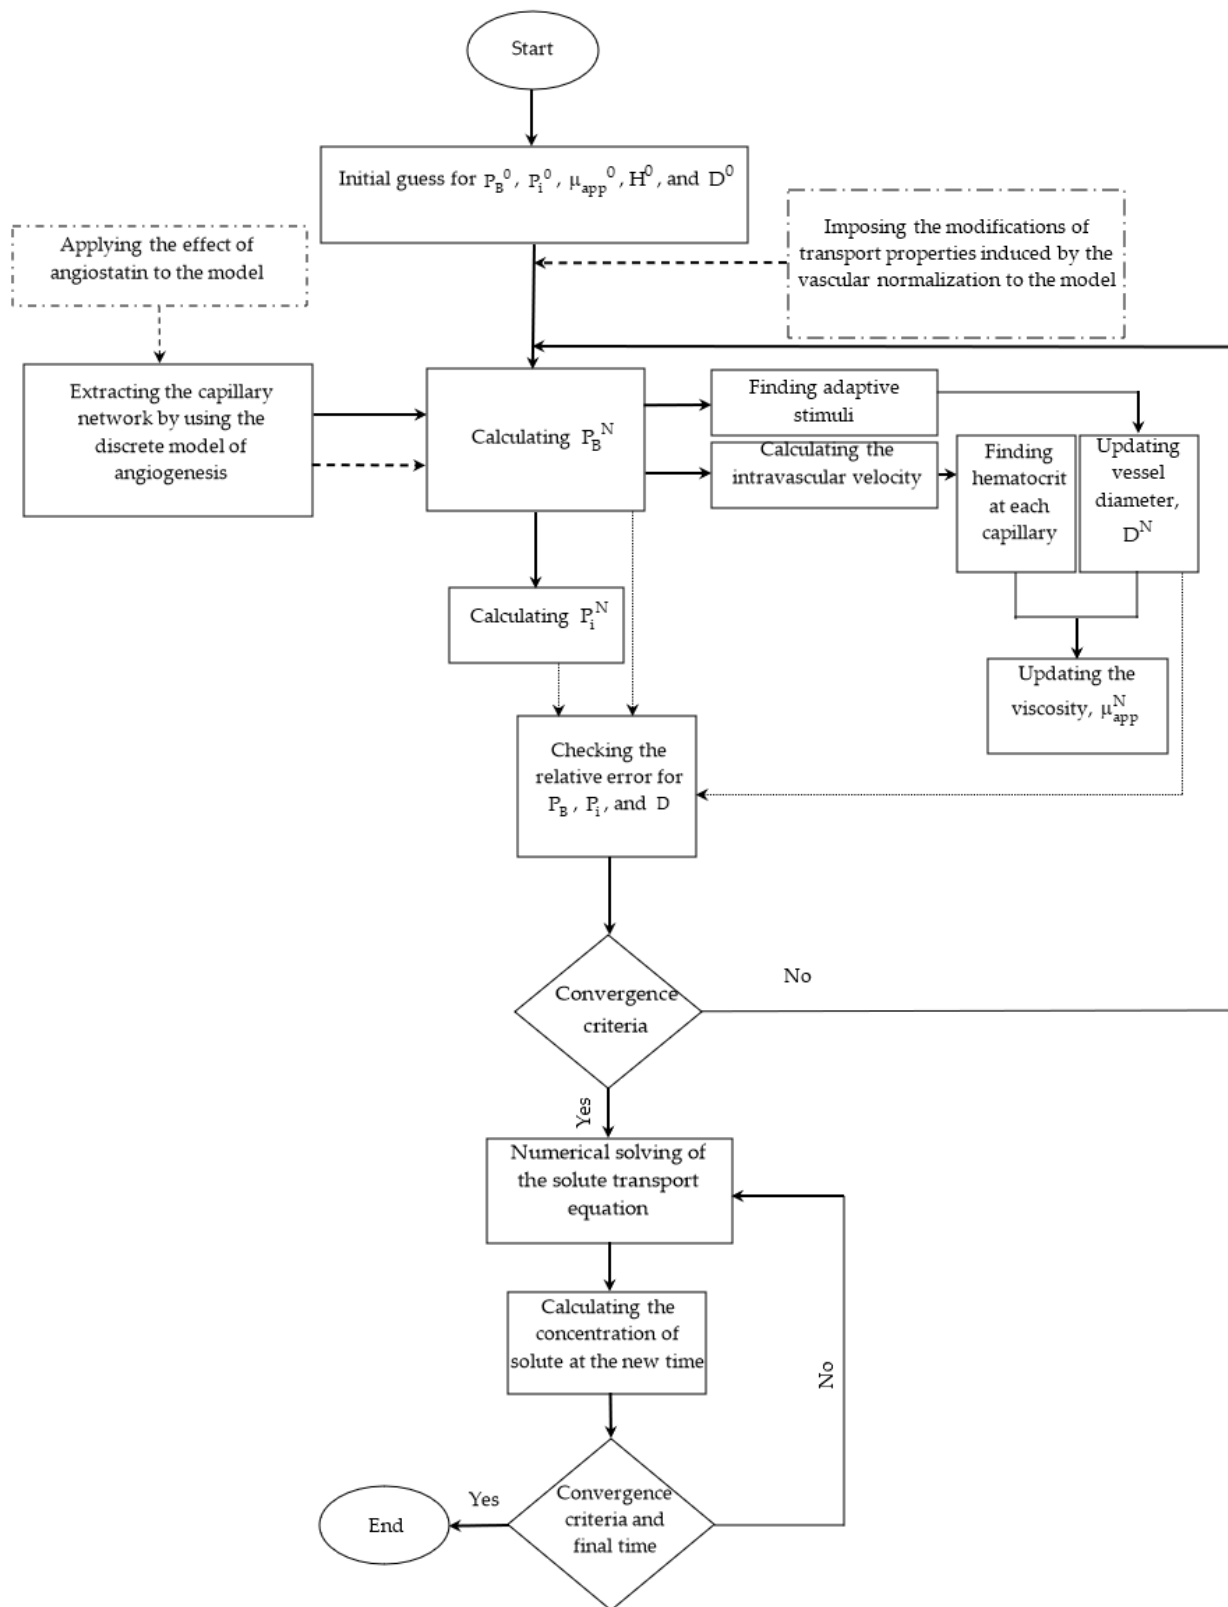 Start
Initial guess for P_B^0, P_i^0, μ_app^0, H^0, and D^0
Applying the effect of
angiostatin to the model
Imposing the modifications of
transport properties induced by the
vascular normalization to the model
Extracting the capillary
network by using the
discrete model of
angiogenesis
Calculating P_B^N
Finding adaptive
stimuli
Calculating the
intravascular velocity
Finding
hematocrit
at each
capillary
Updating
vessel
diameter,
D^N
Calculating P_i^N
Updating the
viscosity, μ_app^N
Checking the
relative error for
P_B, P_i, and D
Convergence
criteria
No
Yes
Numerical solving of
the solute transport
equation
Calculating the
concentration of
solute at the new time
No
Convergence
criteria and
final time
Yes
End